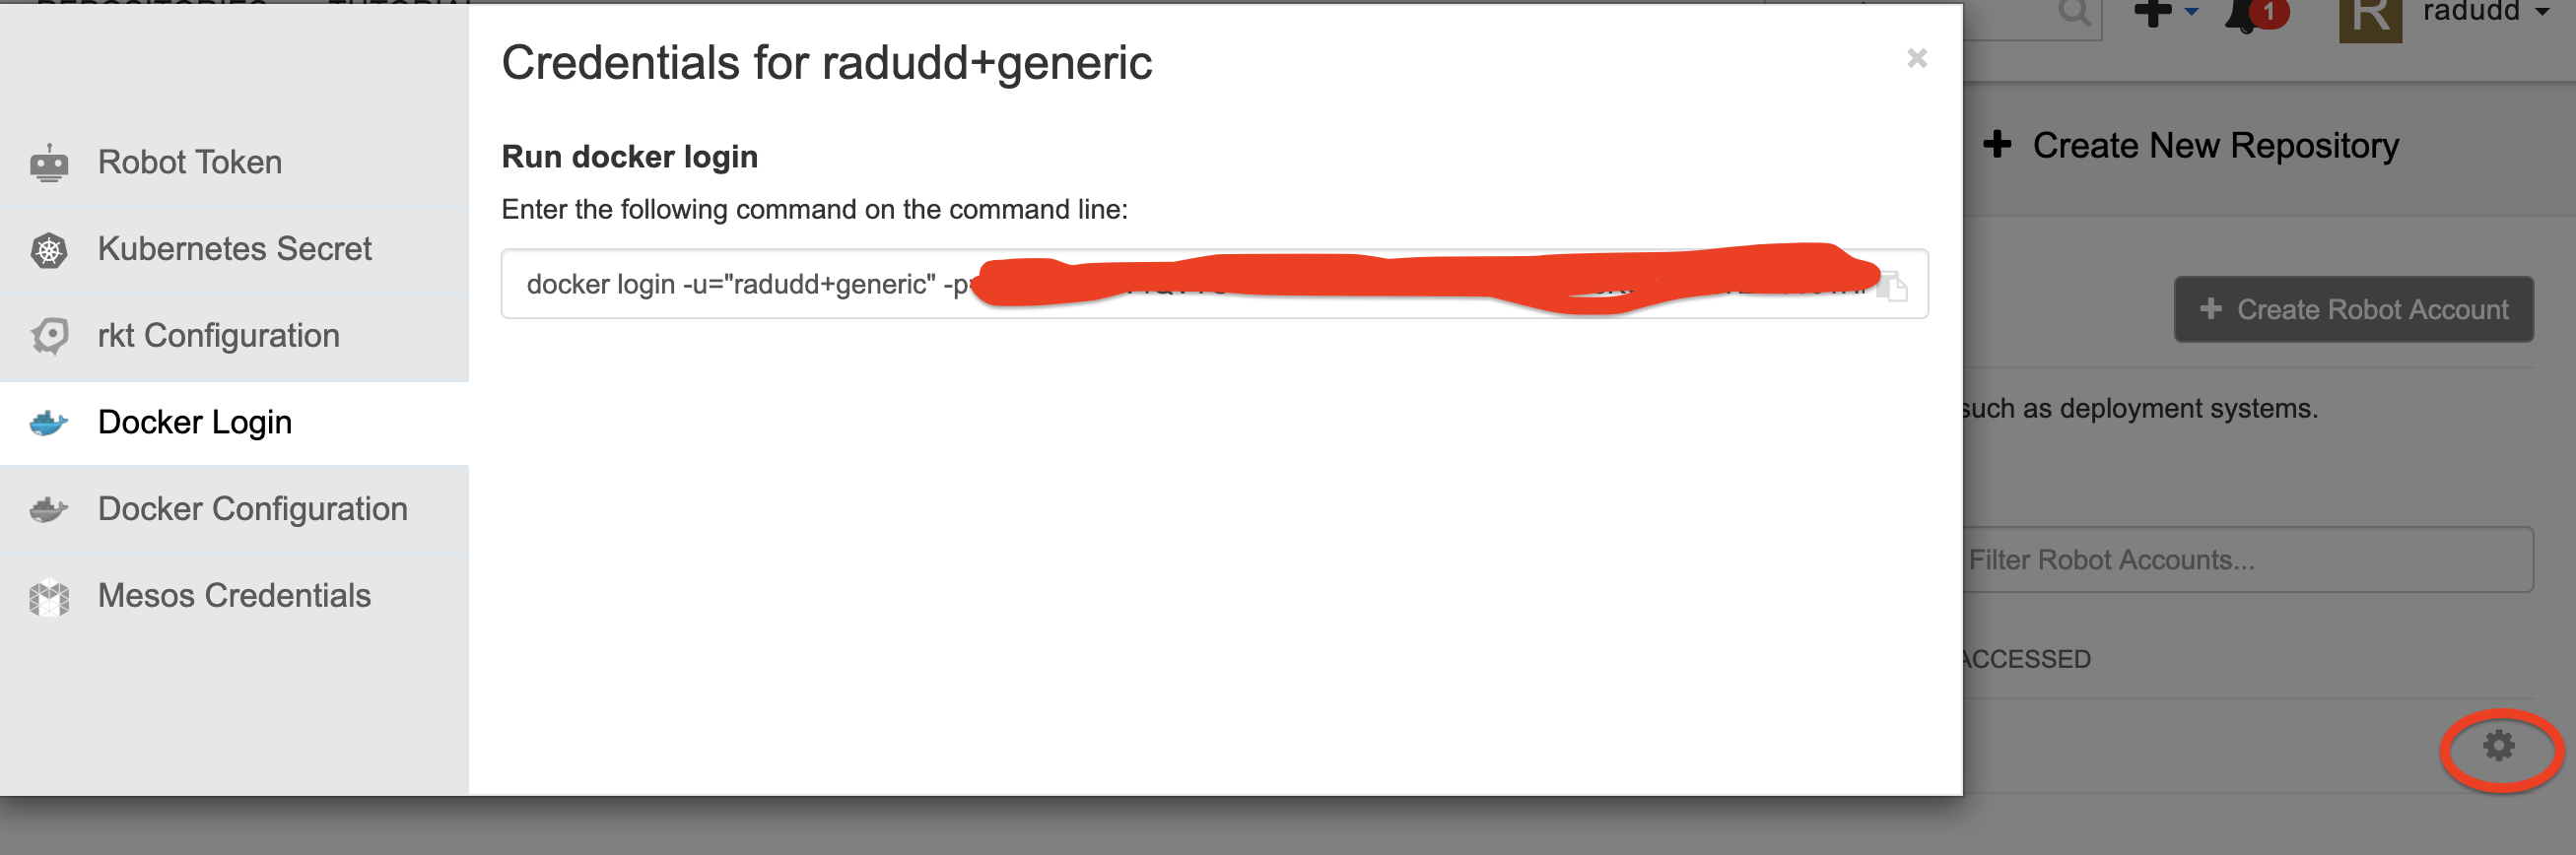 radudd
1
R
Credentials for radudd+generic
Run docker login
Enter the following command on the command line:
docker login -u="radudd+generic" -p
Robot Token
Kubernetes Secret
rkt Configuration
Docker Login
Docker Configuration
Mesos Credentials
Create New Repository
Create Robot Account
such as deployment systems.
Filter Robot Accounts...
ACCESSED